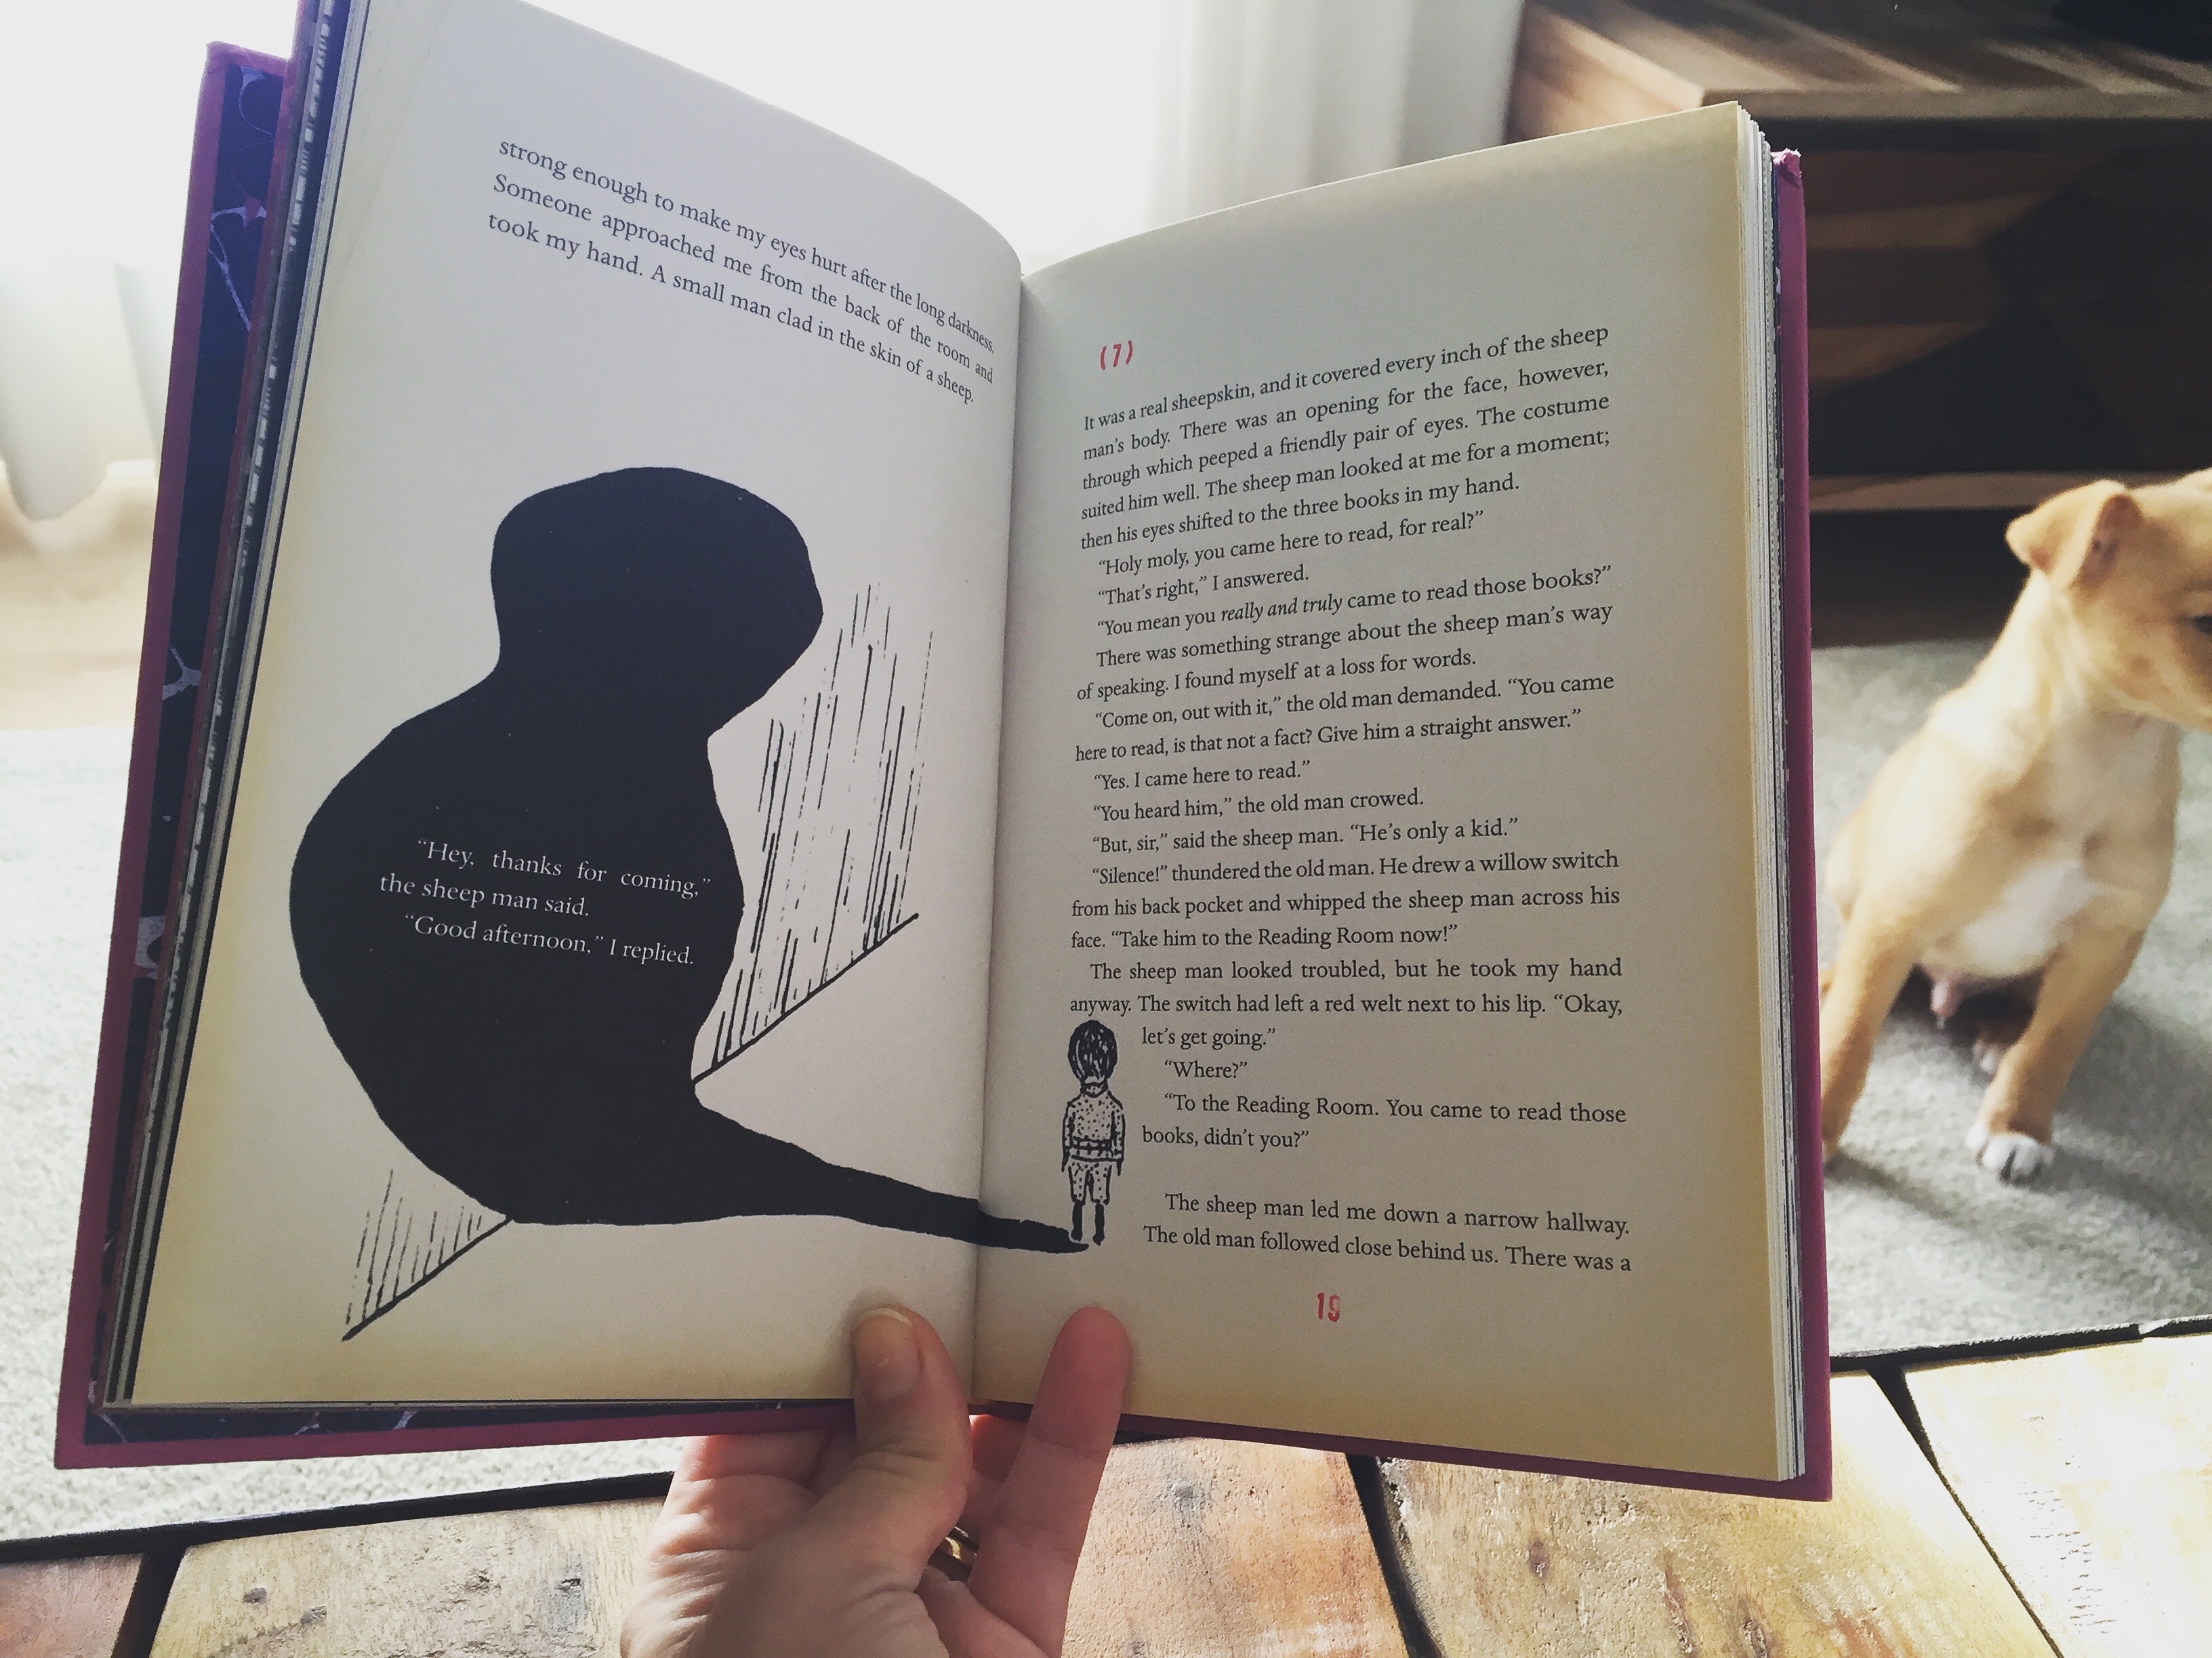 strong enough to make my eyes hurt after the long darkness.
Someone approached me from the back of the room and
took my hand. A small man clad in the skin of a sheep.
“Hey, thanks for coming,”
the sheep man said.
“Good afternoon,” I replied.
(7)
It was a real sheepskin, and it covered every inch of the sheep
man’s body. There was an opening for the face, however,
through which peeped a friendly pair of eyes. The costume
suited him well. The sheep man looked at me for a moment;
then his eyes shifted to the three books in my hand.
“Holy moly, you came here to read, for real?”
“That’s right,” I answered.
“You mean you really and truly came to read those books?”
There was something strange about the sheep man’s way
of speaking. I found myself at a loss for words.
“Come on, out with it,” the old man demanded. “You came
here to read, is that not a fact? Give him a straight answer.”
“Yes. I came here to read.”
“You heard him,” the old man crowed.
“But, sir,” said the sheep man. “He’s only a kid.”
“Silence!” thundered the old man. He drew a willow switch
from his back pocket and whipped the sheep man across his
face. “Take him to the Reading Room now!”
The sheep man looked troubled, but he took my hand
anyway. The switch had left a red welt next to his lip. “Okay,
let’s get going.”
“Where?”
“To the Reading Room. You came to read those
books, didn’t you?”
The sheep man led me down a narrow hallway.
The old man followed close behind us. There was a
19